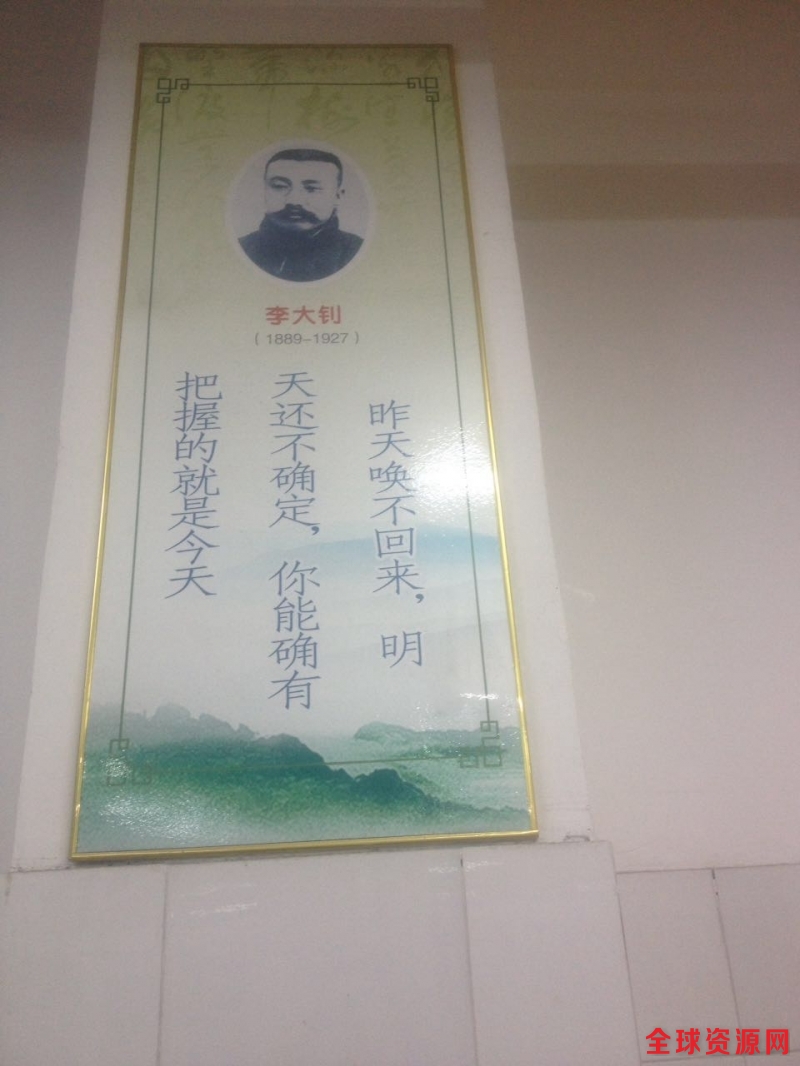 李大钊
(1889-1927)
昨天唤不回来,明
天还不确定,你能确有
把握的就是今天
全球资源网